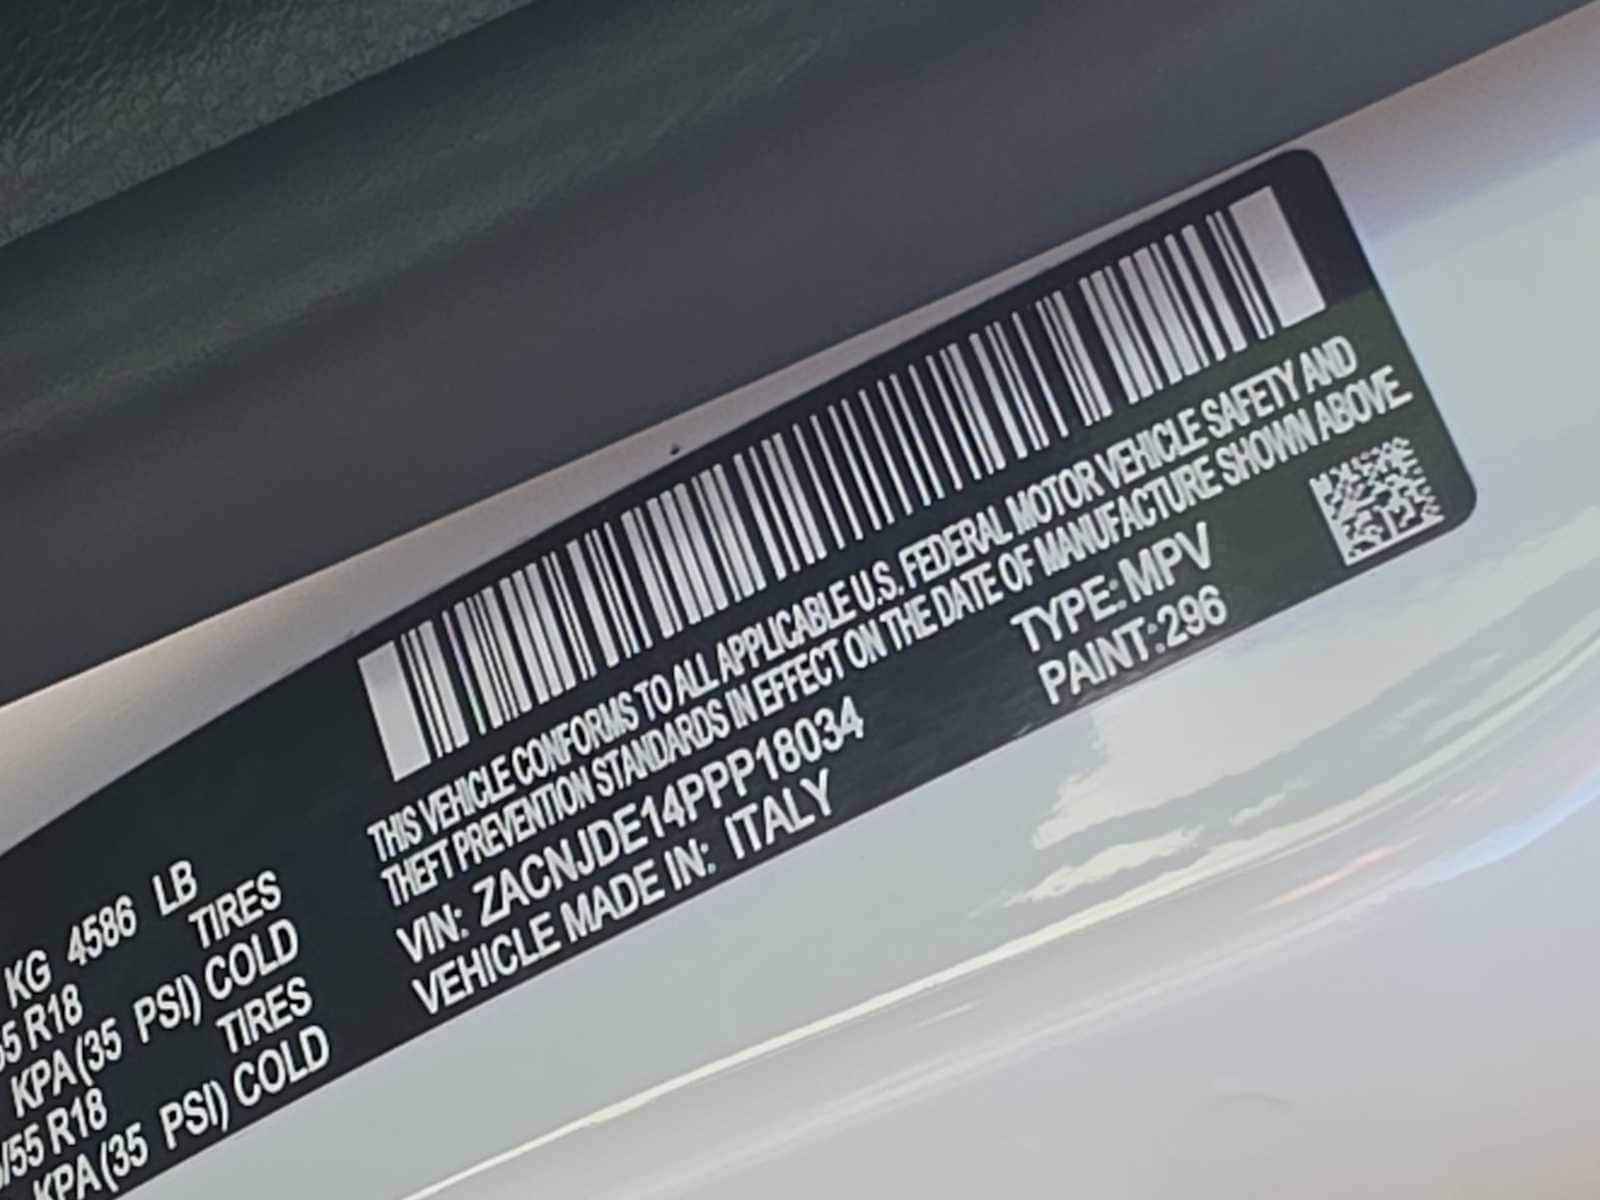 KG 4586 LB
55 R18 TIRES
KPA (35 PSI) COLD
/55 R18 TIRES
KPA (35 PSI) COLD
THIS VEHICLE CONFORMS TO ALL APPLICABLE U.S. FEDERAL MOTOR VEHICLE SAFETY AND
THEFT PREVENTION STANDARDS IN EFFECT ON THE DATE OF MANUFACTURE SHOWN ABOVE.
VIN: ZACNJDE14PPP18034 TYPE: MPV
VEHICLE MADE IN: ITALY PAINT: 296